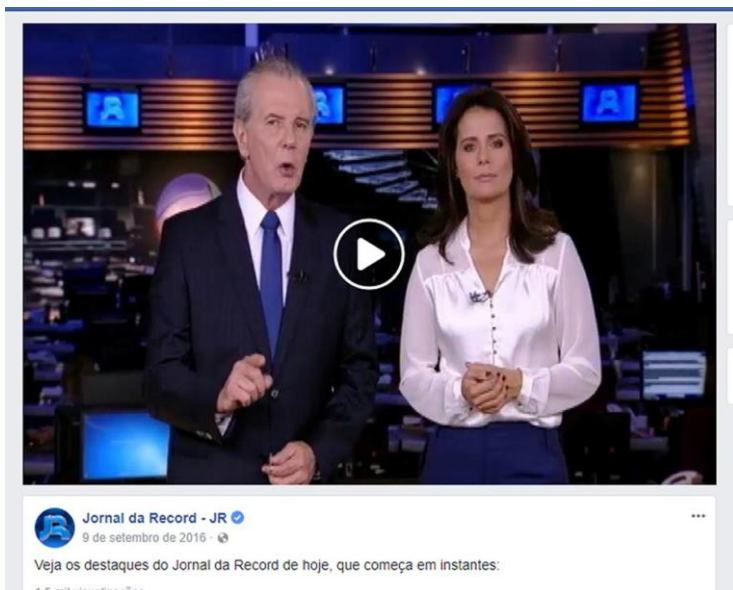 Jornal da Record - JR
9 de setembro de 2016 ·
Veja os destaques do Jornal da Record de hoje, que começa em instantes: